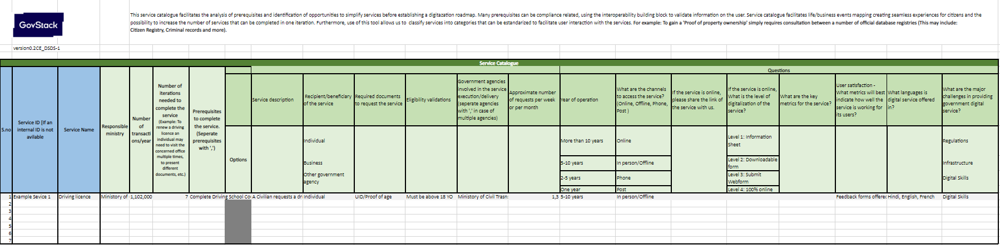 GovStack
This service catalogue facilitates the analysis of prerequisites and identification of opportunities to simplify services before establishing a digitazation roadmap. Many prerequisites can be compliance related, using the interoperability building block to validate information on the user. Service catalogue facilitates life/business events mapping creating seamless experiences for citizens and the
possibility to increase the number of services that can be completed in one iteration. Furthermore, use of this tool allows us to classify services into categories that can be estandarized to facilitate user interaction with the services. For example: To gain a 'Proof of property ownership' simply requires consultation between a number of official database registries (This may include:
Citizen Registry, Criminal records and more).
version0.2CE_DSDS-1
Service Catalogue
Questions
S.no
Service ID [If an
internal ID is not
avilable
Service Name
Responsible
ministry
Number
of
transacti
ons/year
Number of
iterations
needed to
complete the
service
(Example: To
renew a driving
licence an
individual may
need to visit the
concerned office
multiple times,
to present
different
documents, etc.)
Prerequisites
to complete
the service.
(Seperate
prerequisites
with ',')
Options
Service description
Recipient/beneficiary
of the service
Required documents
to request the service
Eligibility validations
Government agencies
involved in the service
execution/delivery
(seperate agencies
with ',' in case of
multiple agencies)
Approximate number
of requests per week
or per month
Year of operation
What are the channels
to access the service?
(Online, Offline, Phone,
Post )
If the service is online,
please share the link of
the service with us.
If the service is online,
What is the level of
digitalization of the
service?
What are the key
metrics for the service?
User satisfaction -
What metrics will best
indicate how well the
service is working for
its users?
What languages is
digital service offered
in?
What are the major
challenges in providing
government digital
service?
Individual
Business
Other government
agency
More than 10 years
5-10 years
2-5 years
One year
Online
In person/Offline
Phone
Post
Level 1: Information
Sheet
Level 2: Downloadable
form
Level 3: Submit
Webform
Level 4: 100% online
Regulations
Infrastructure
Digital Skills
1 Example Sevice 1 Driving licence Ministory of 1,102,000 7 Complete Driving School Co A Civilian requests a dri Individual UID/Proof of age Must be above 18 YO Ministory of Civil Trasn 1,3 5-10 years In person/Offline Feedback forms offered Hindi, English, French Digital Skills
2
3
4
5
6
7